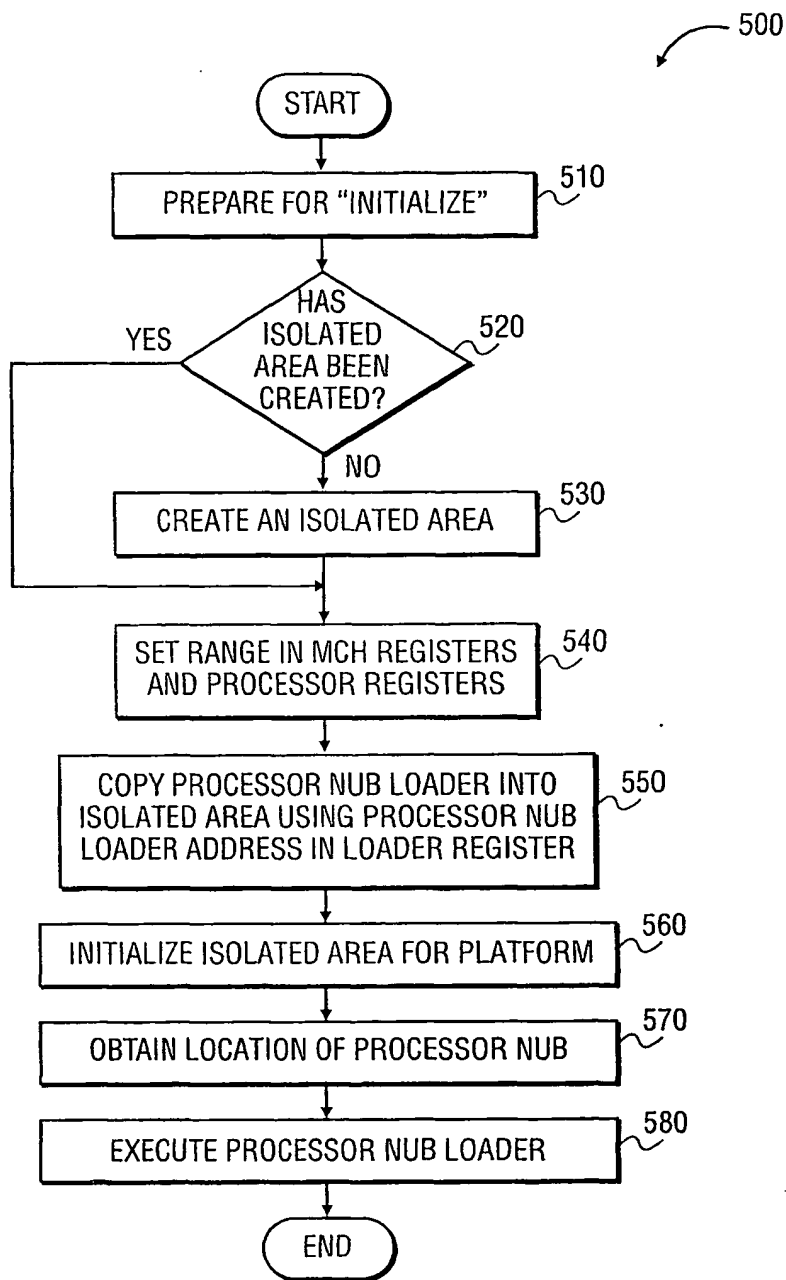 500
START
PREPARE FOR “INITIALIZE”
510
HAS
ISOLATED
AREA BEEN
CREATED?
520
YES
NO
CREATE AN ISOLATED AREA
530
SET RANGE IN MCH REGISTERS
AND PROCESSOR REGISTERS
540
COPY PROCESSOR NUB LOADER INTO
ISOLATED AREA USING PROCESSOR NUB
LOADER ADDRESS IN LOADER REGISTER
550
INITIALIZE ISOLATED AREA FOR PLATFORM
560
OBTAIN LOCATION OF PROCESSOR NUB
570
EXECUTE PROCESSOR NUB LOADER
580
END